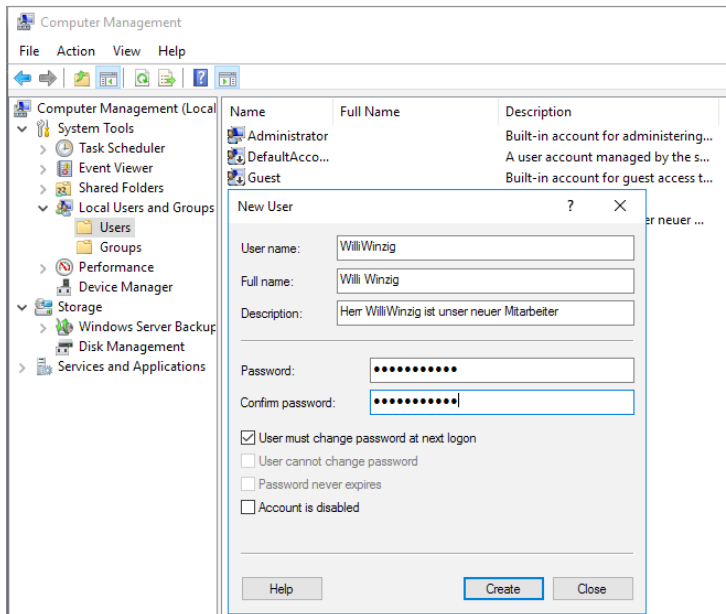 Computer Management
File Action View Help
Computer Management (Local
System Tools
Task Scheduler
Event Viewer
Shared Folders
Local Users and Groups
Users
Groups
Performance
Device Manager
Storage
Windows Server Backup
Disk Management
Services and Applications
Name Full Name Description
Administrator Built-in account for administering...
DefaultAcco... A user account managed by the s...
Guest Built-in account for guest access t...
er neuer ...
New User
User name: WilliWinzig
Full name: Willi Winzig
Description: Herr WilliWinzig ist unser neuer Mitarbeiter
Password: ●●●●●●●●●●●
Confirm password: ●●●●●●●●●●●
User must change password at next logon
User cannot change password
Password never expires
Account is disabled
Help Create Close